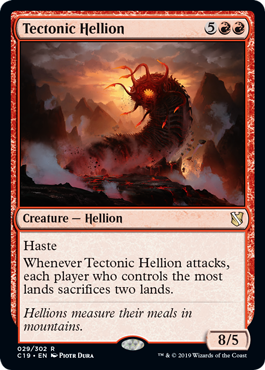 Tectonic Hellion 5
Creature — Hellion
Haste
Whenever Tectonic Hellion attacks,
each player who controls the most
lands sacrifices two lands.
Hellions measure their meals in
mountains.
8/5
029/302 R
C19 • EN Piotr Dura
™ & © 2019 Wizards of the Coast